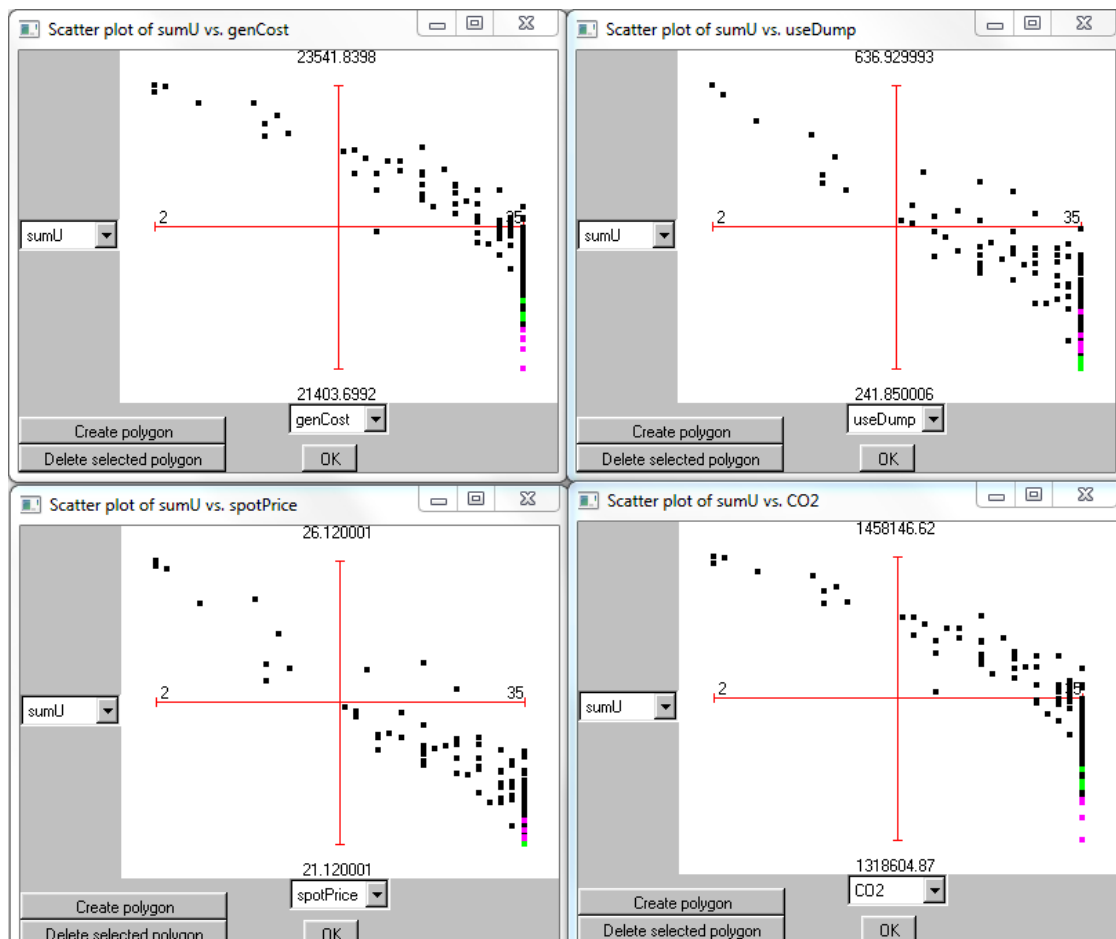 Scatter plot of sumU vs. genCost
23541.8398
2
35
sumU
21403.6992
genCost
Create polygon
Delete selected polygon
OK
Scatter plot of sumU vs. useDump
636.929993
2
35
sumU
241.850006
useDump
Create polygon
Delete selected polygon
OK
Scatter plot of sumU vs. spotPrice
26.120001
2
35
sumU
21.120001
spotPrice
Create polygon
Delete selected polygon
OK
Scatter plot of sumU vs. CO2
1458146.62
2
35
sumU
1318604.87
CO2
Create polygon
Delete selected polygon
OK